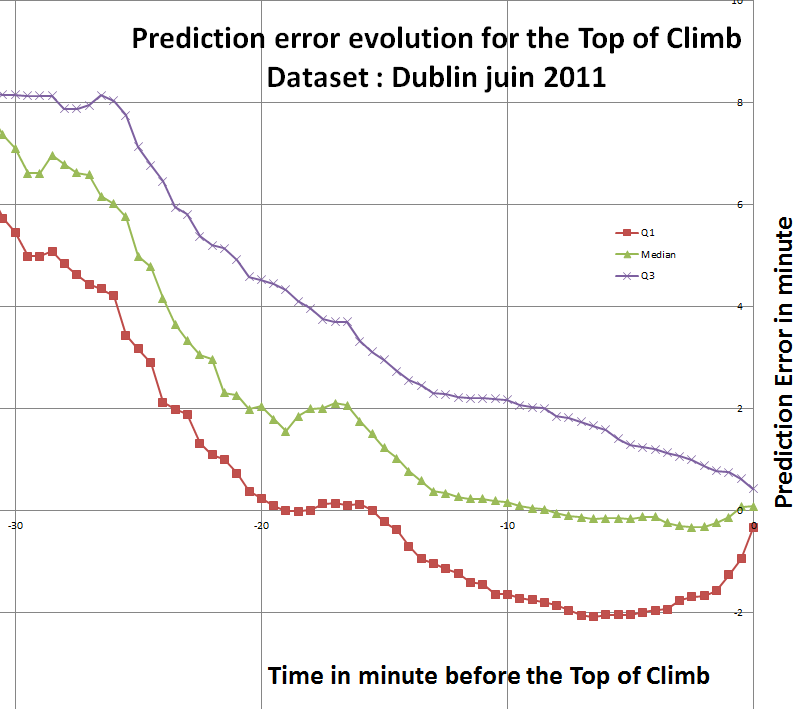 10
Prediction error evolution for the Top of Climb
Dataset : Dublin juin 2011
8
6
Q1
Median
Q3
4
2
0
-30 -20 -10 0
-2
Prediction Error in minute
Time in minute before the Top of Climb